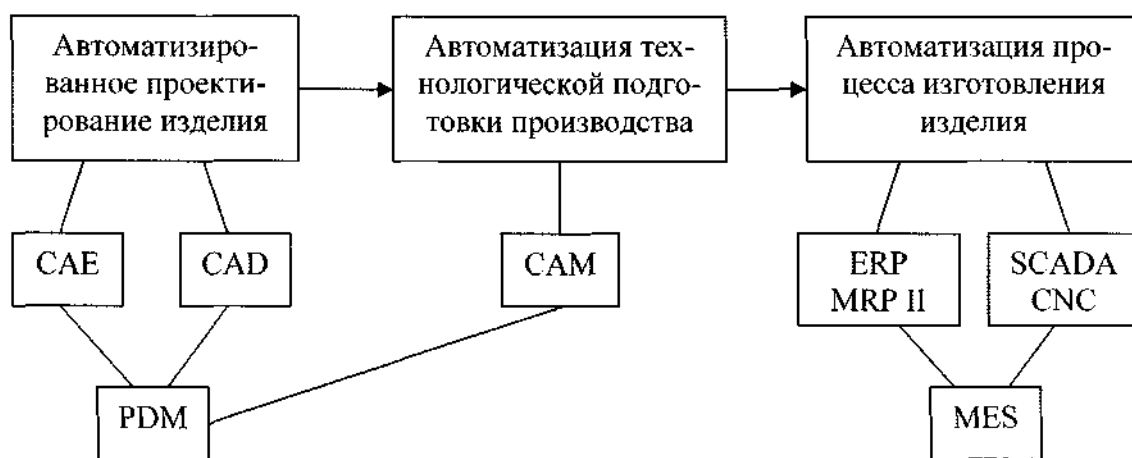 Автоматизиро-
ванное проекти-
рование изделия
Автоматизация тех-
нологической подго-
товки производства
Автоматизация про-
цесса изготовления
изделия
CAE
CAD
CAM
ERP
MRP II
SCADA
CNC
PDM
MES